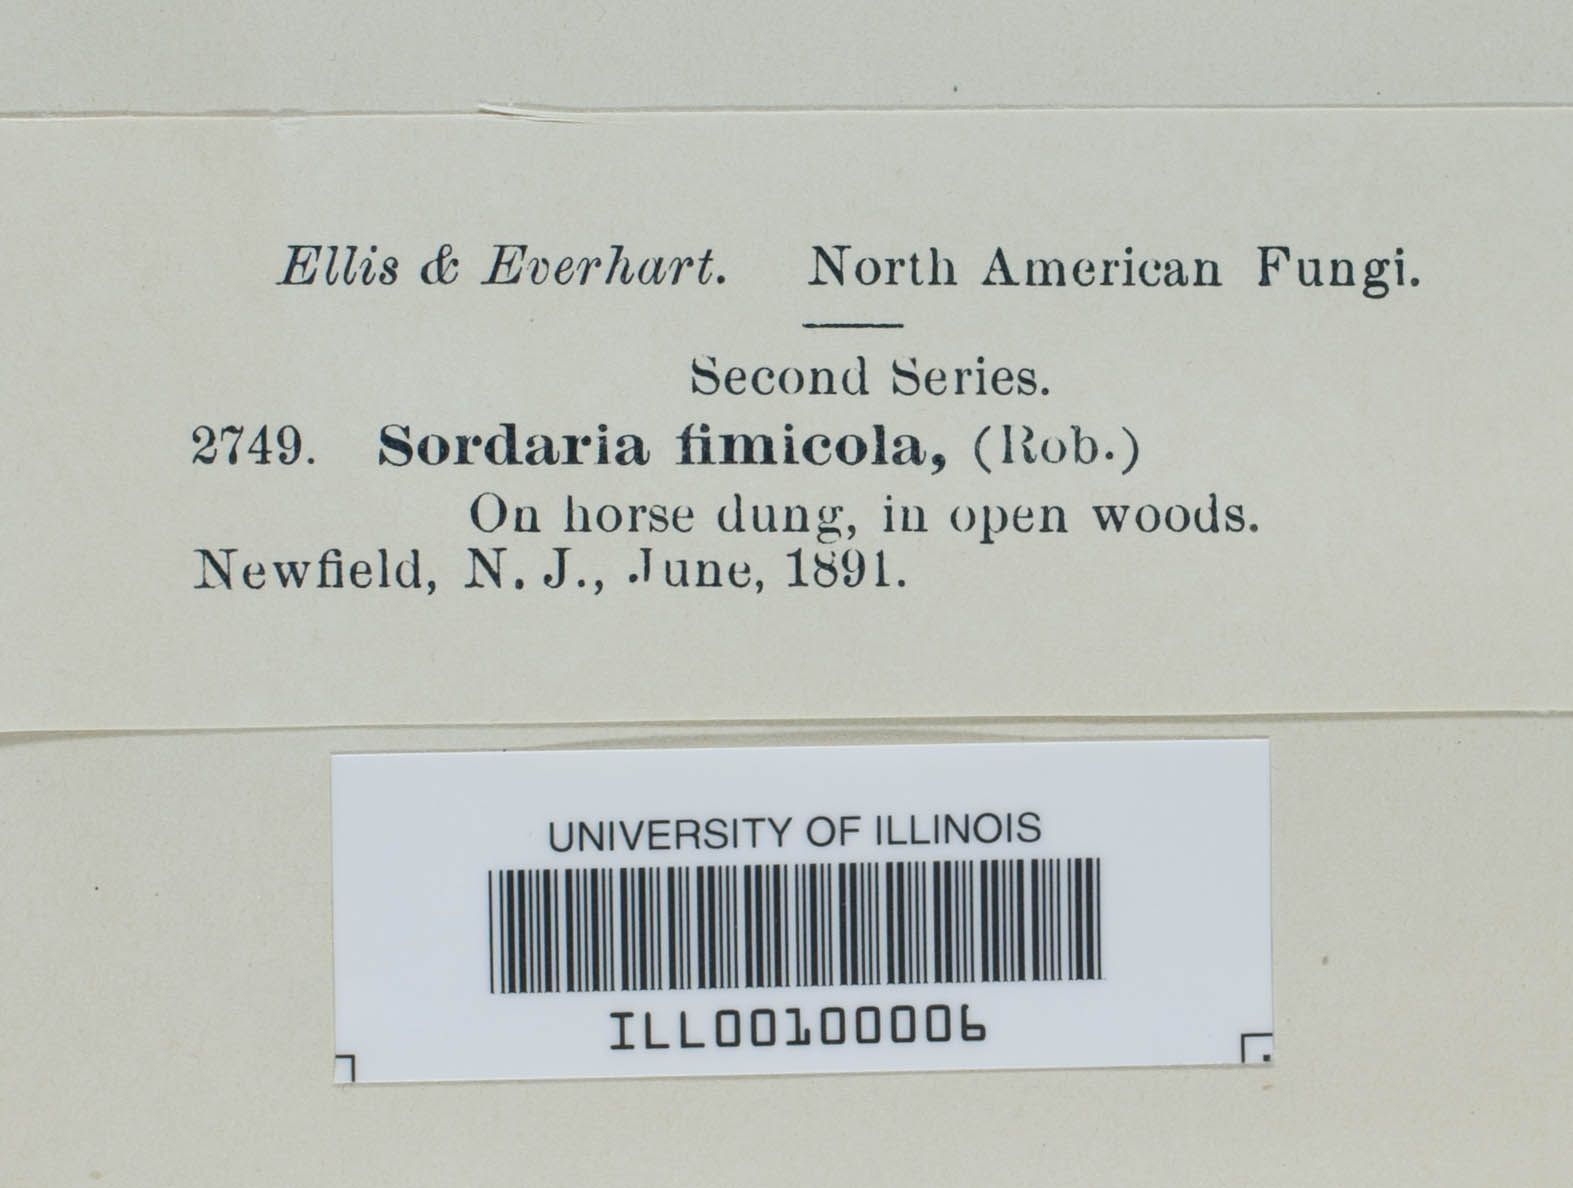 Ellis & Everhart. North American Fungi.
Second Series.
2749. Sordaria fimicola, (Rob.)
On horse dung, in open woods.
Newfield, N. J., June, 1891.
UNIVERSITY OF ILLINOIS
ILL00100006